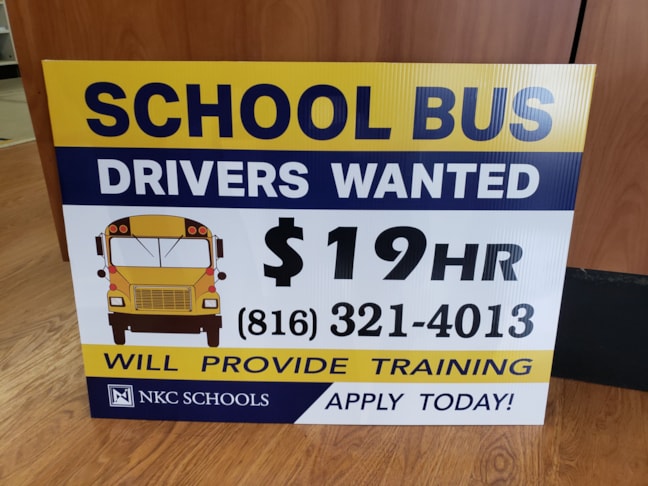 SCHOOL BUS
DRIVERS WANTED
$19HR
(816) 321-4013
WILL PROVIDE TRAINING
NKC SCHOOLS
APPLY TODAY!